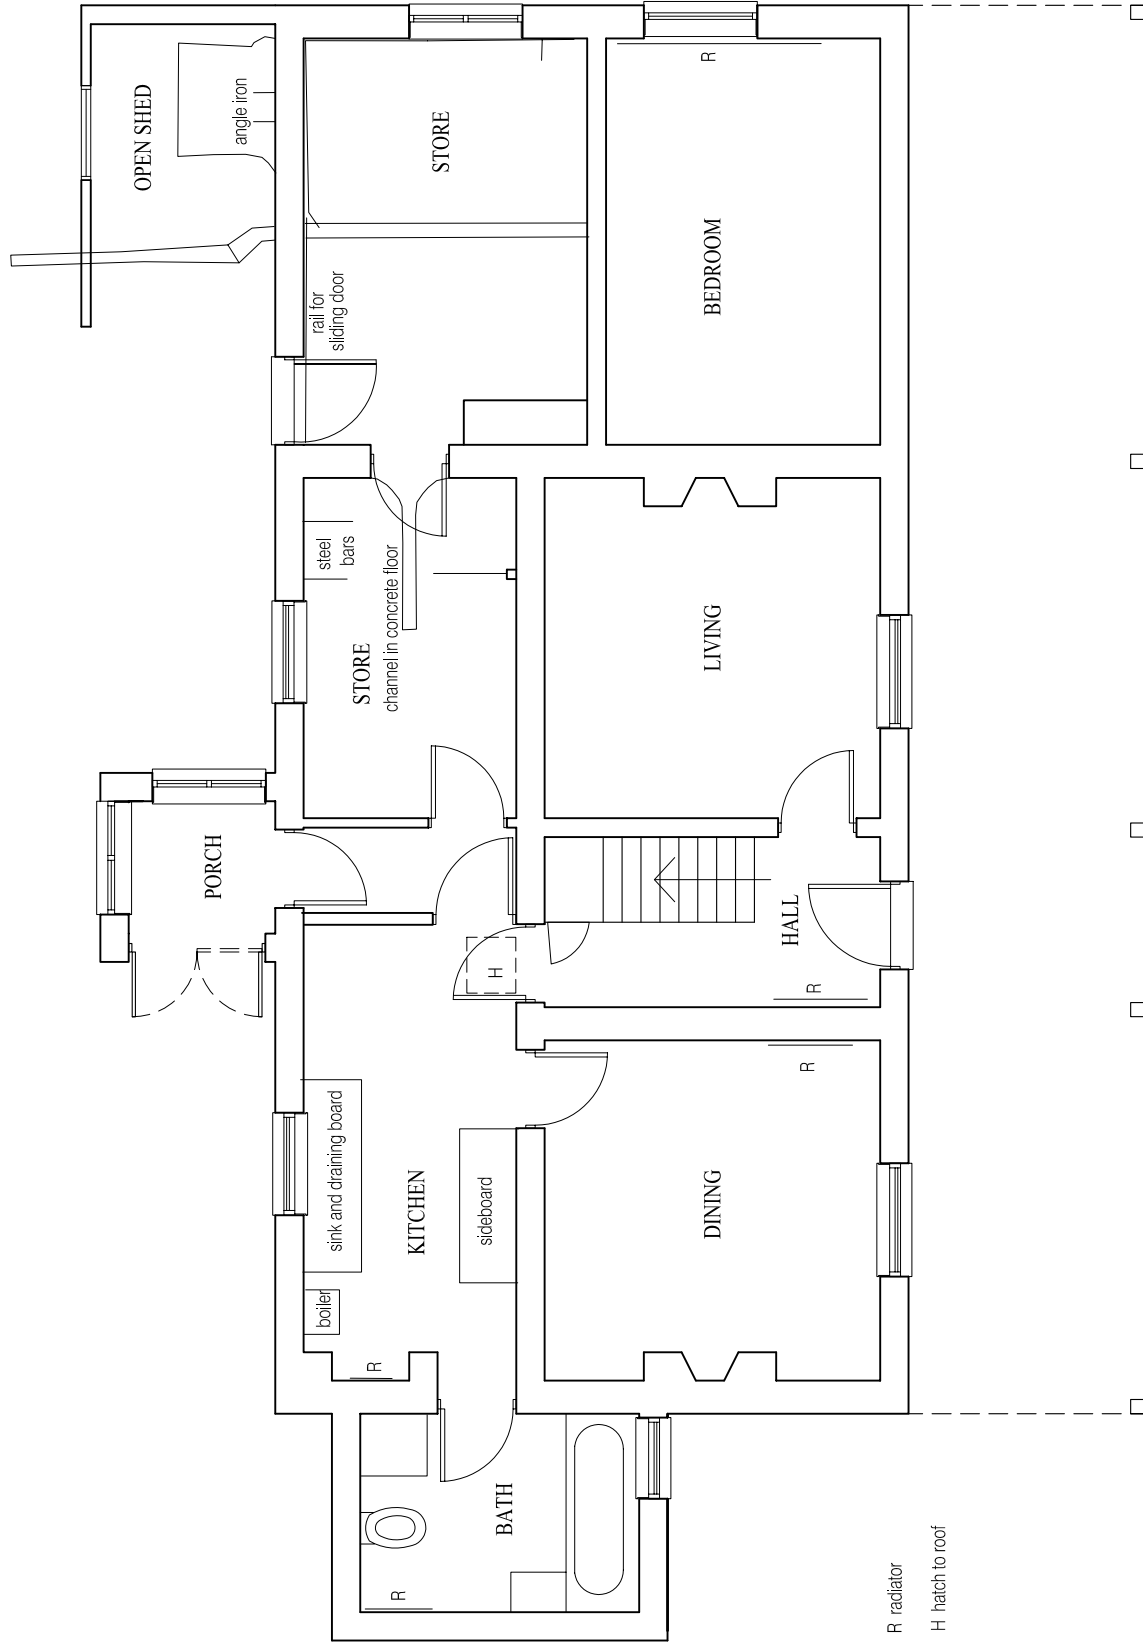 BATH
R
boiler
sink and draining board
R
KITCHEN
sideboard
H
DINING
R
R
HALL
PORCH
LIVING
STORE
channel in concrete floor
steel
bars
rail for
sliding door
STORE
OPEN SHED
angle iron
BEDROOM
R
R radiator
H hatch to roof